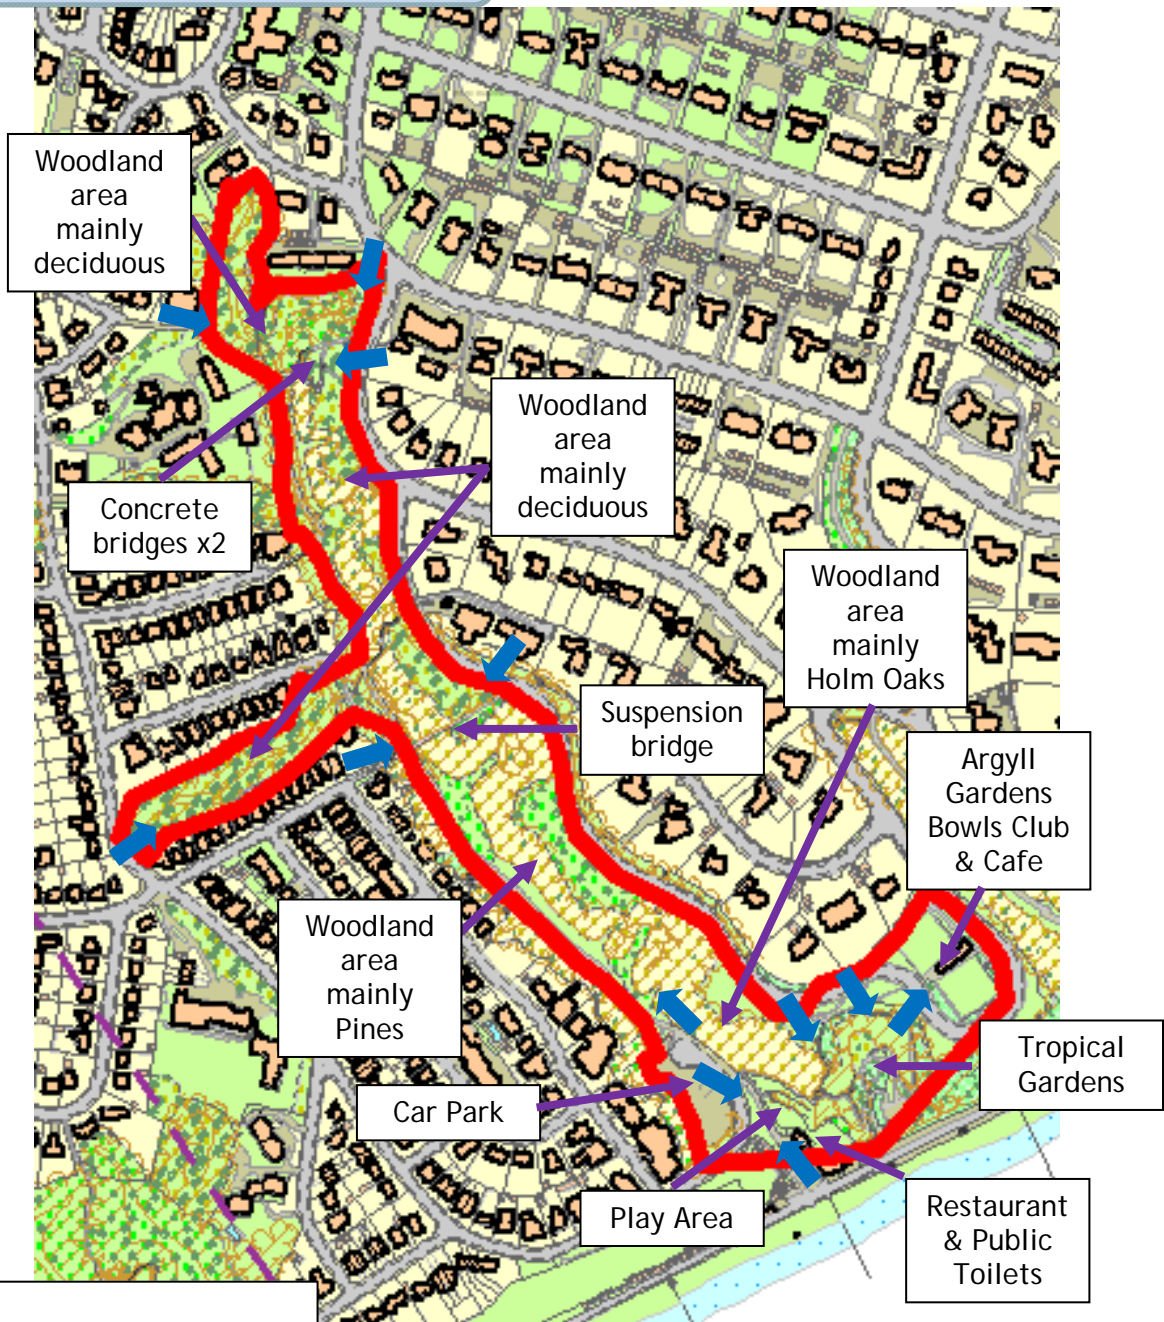 Woodland
area
mainly
deciduous
Woodland
area
mainly
deciduous
Concrete
bridges x2
Woodland
area
mainly
Holm Oaks
Suspension
bridge
Argyll
Gardens
Bowls Club
& Cafe
Woodland
area
mainly
Pines
Tropical
Gardens
Car Park
Play Area
Restaurant
& Public
Toilets